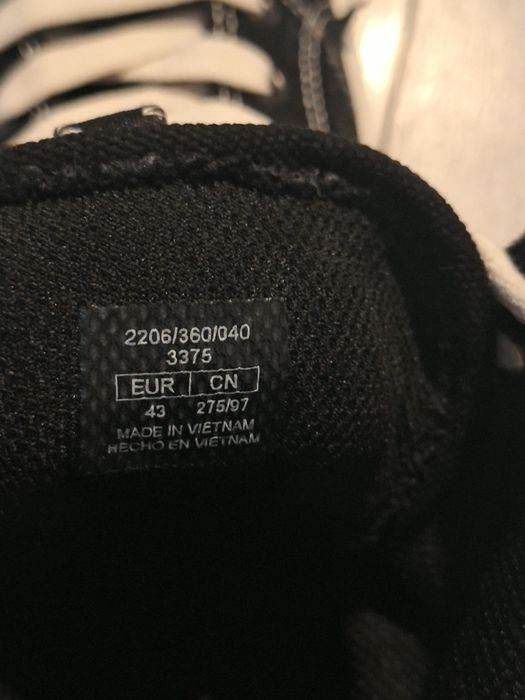 2206/360/040
3375
EUR CN
43 275/97
MADE IN VIETNAM
HECHO EN VIETNAM